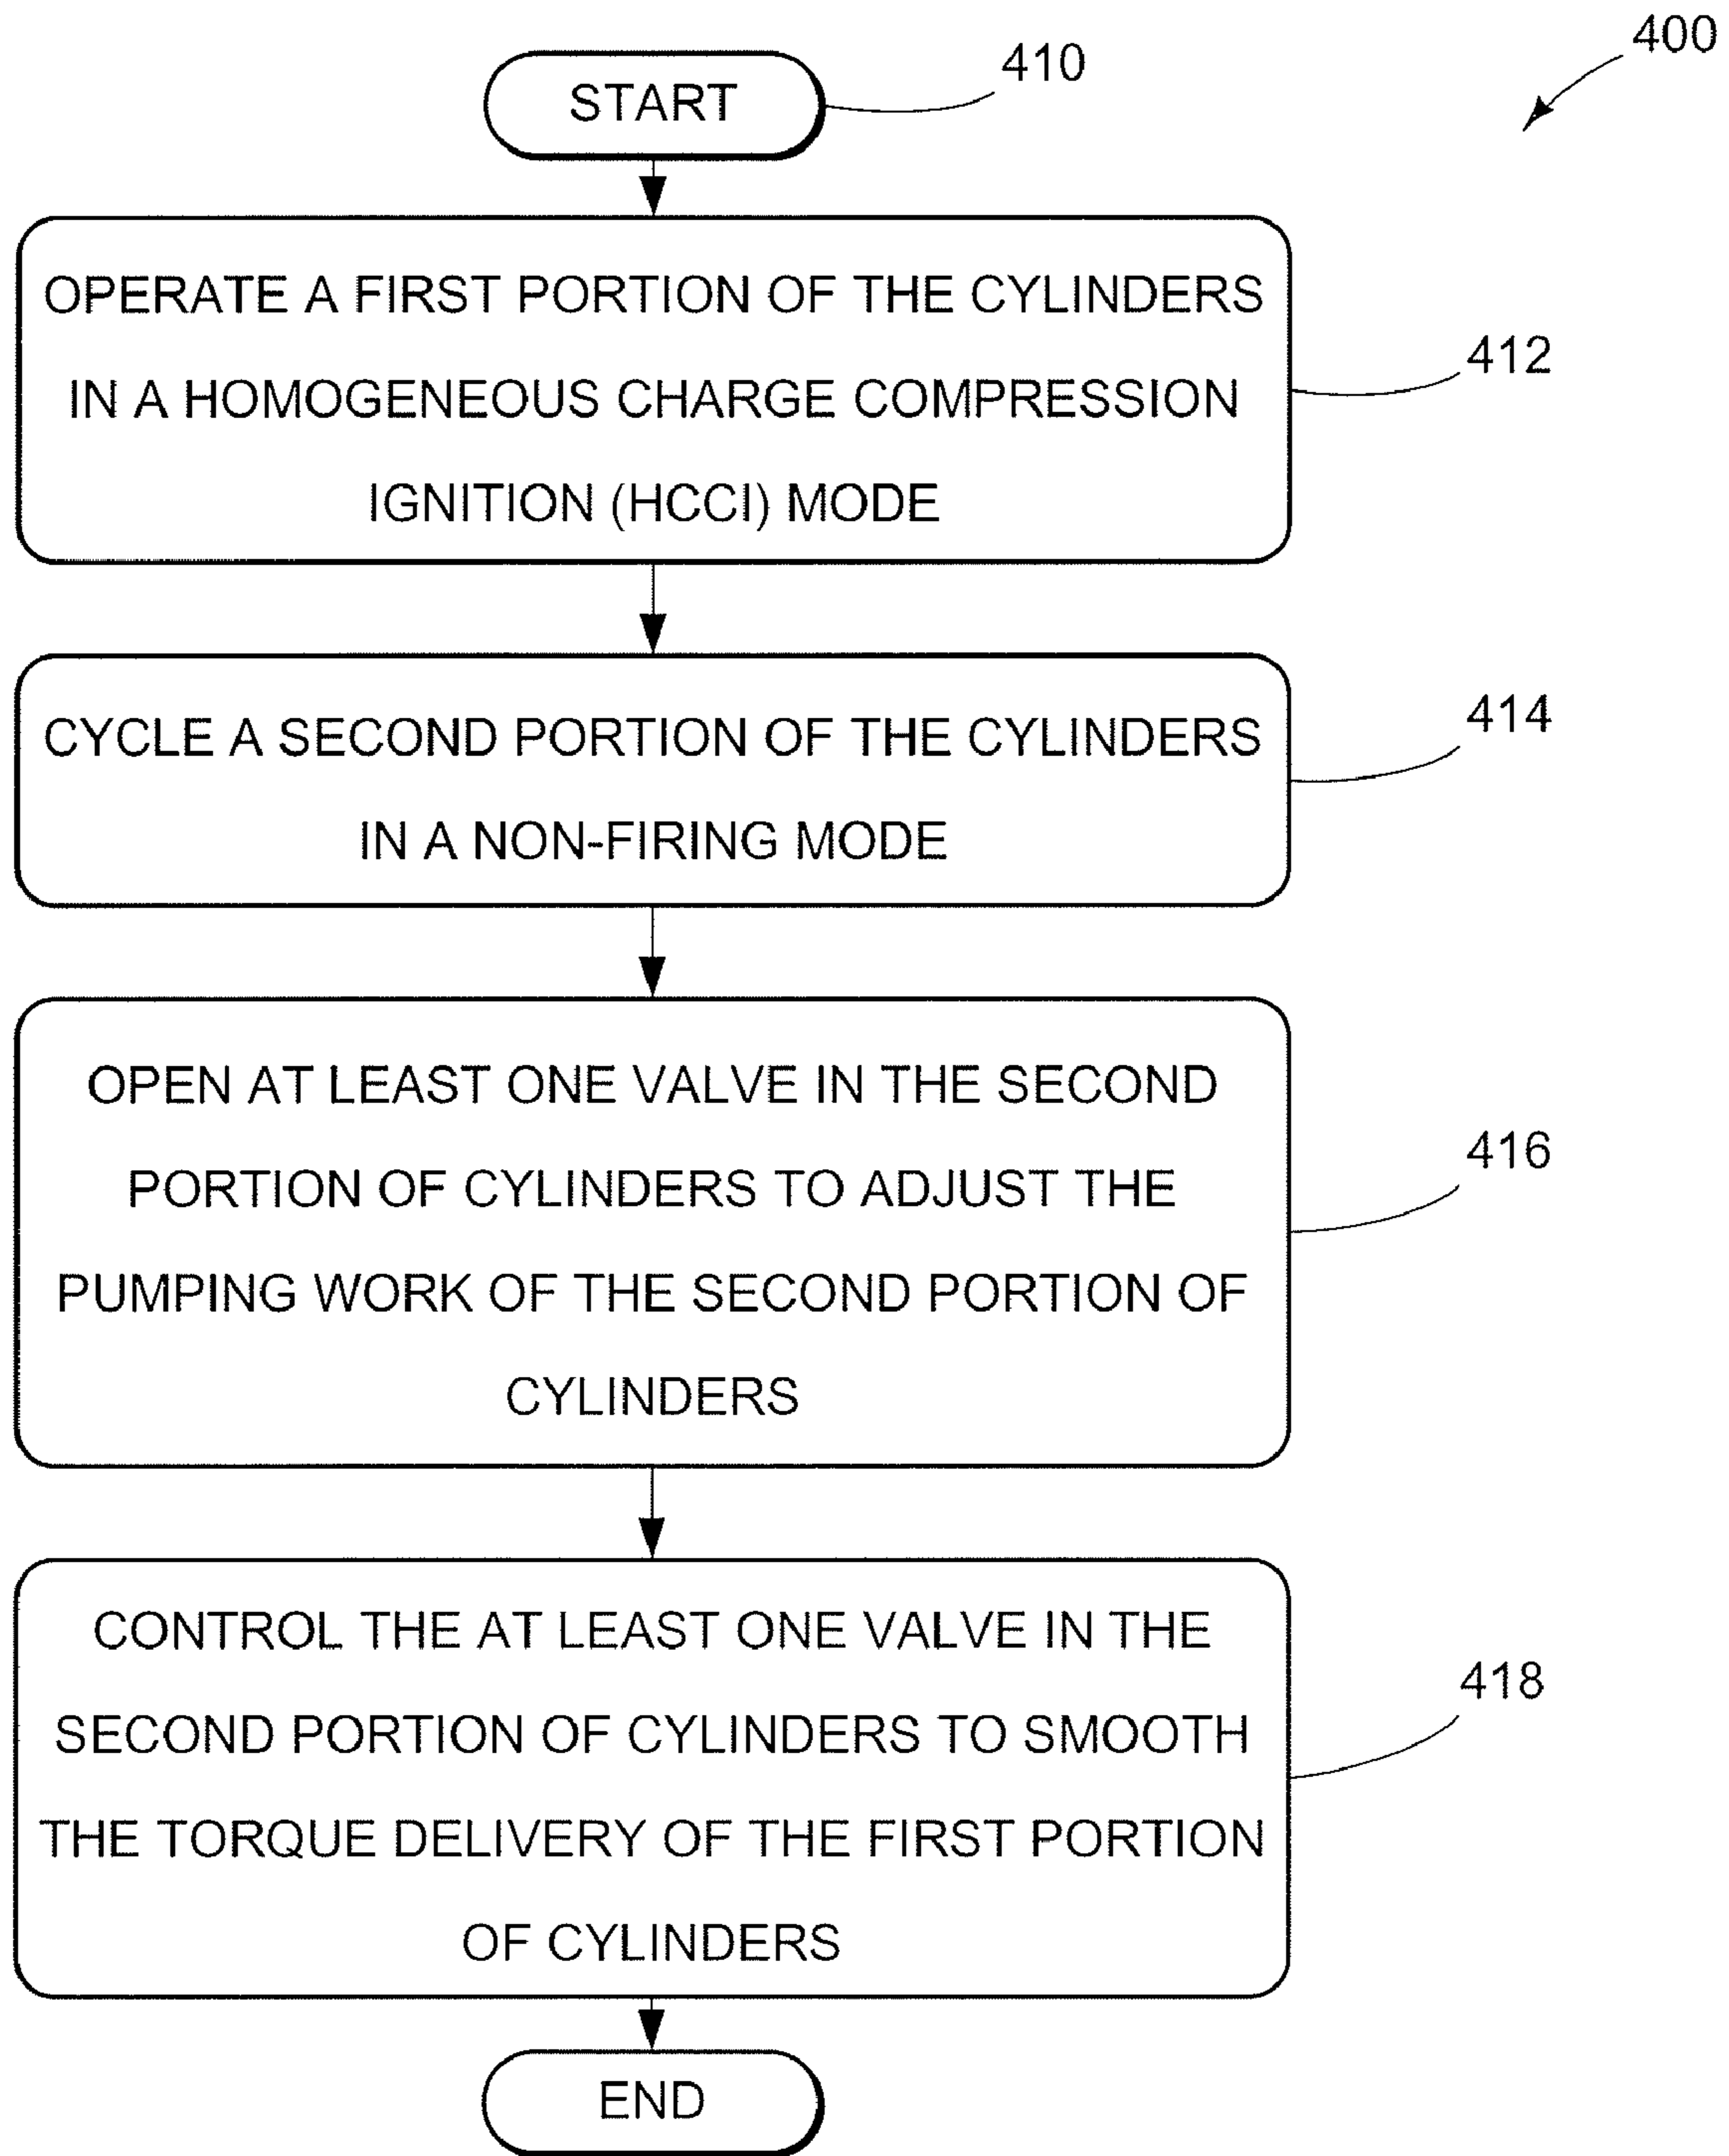 400
START
410
OPERATE A FIRST PORTION OF THE CYLINDERS
IN A HOMOGENEOUS CHARGE COMPRESSION
IGNITION (HCCI) MODE
412
CYCLE A SECOND PORTION OF THE CYLINDERS
IN A NON-FIRING MODE
414
OPEN AT LEAST ONE VALVE IN THE SECOND
PORTION OF CYLINDERS TO ADJUST THE
PUMPING WORK OF THE SECOND PORTION OF
CYLINDERS
416
CONTROL THE AT LEAST ONE VALVE IN THE
SECOND PORTION OF CYLINDERS TO SMOOTH
THE TORQUE DELIVERY OF THE FIRST PORTION
OF CYLINDERS
418
END